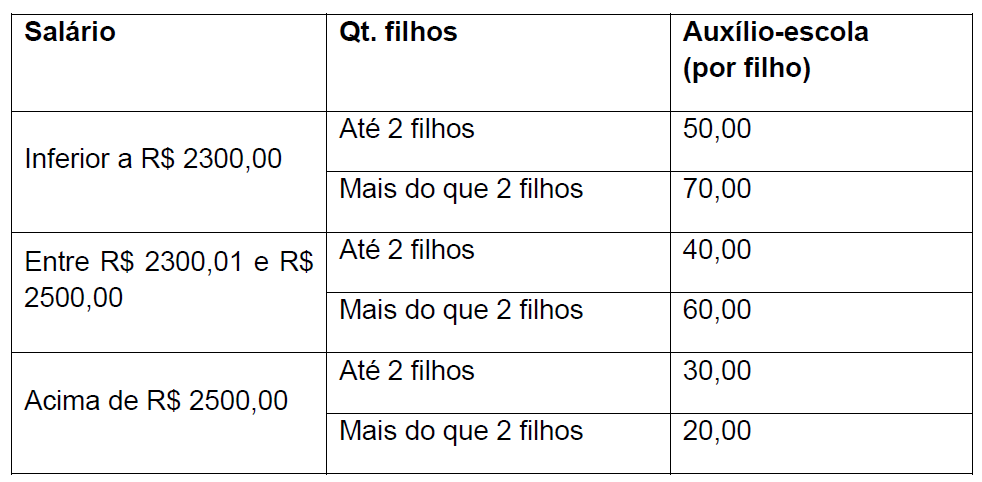 Salário
Qt. filhos
Auxílio-escola
(por filho)
Inferior a R$ 2300,00
Até 2 filhos
50,00
Mais do que 2 filhos
70,00
Entre R$ 2300,01 e R$
2500,00
Até 2 filhos
40,00
Mais do que 2 filhos
60,00
Acima de R$ 2500,00
Até 2 filhos
30,00
Mais do que 2 filhos
20,00